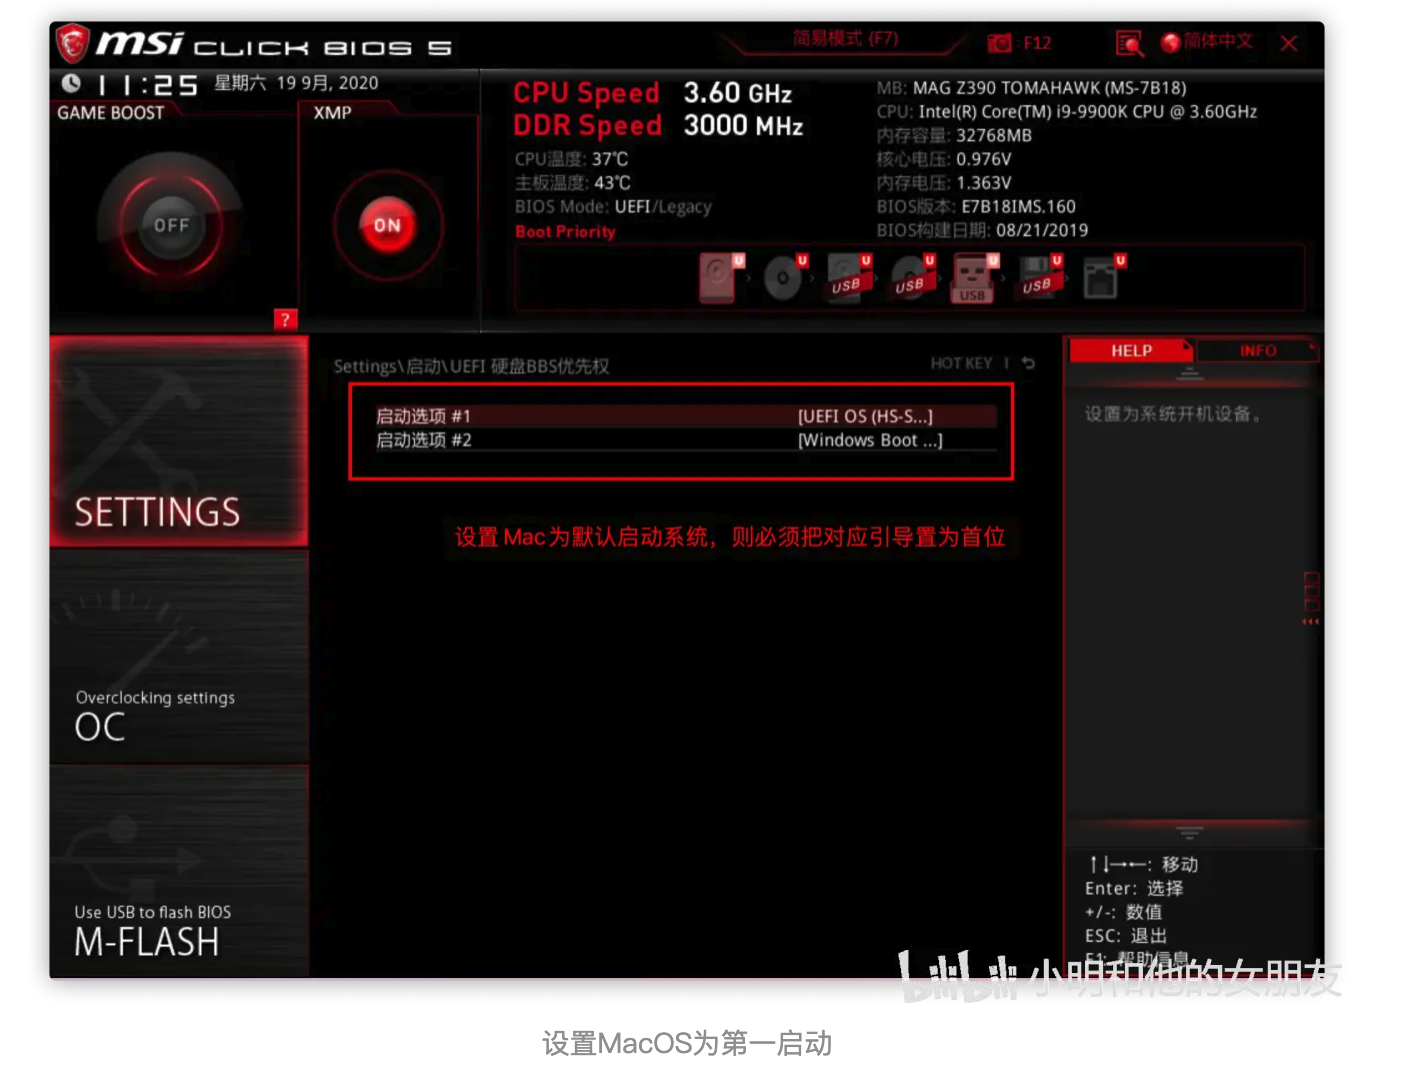 msi CLICK BIOS 5
简易模式 (F7)
: F12
简体中文
11:25 星期六 19 9月, 2020
GAME BOOST
XMP
OFF
ON
?
CPU Speed 3.60 GHz
DDR Speed 3000 MHz
CPU温度: 37℃
主板温度: 43℃
BIOS Mode: UEFI/Legacy
Boot Priority
MB: MAG Z390 TOMAHAWK (MS-7B18)
CPU: Intel(R) Core(TM) i9-9900K CPU @ 3.60GHz
内存容量: 32768MB
核心电压: 0.976V
内存电压: 1.363V
BIOS版本: E7B18IMS.160
BIOS构建日期: 08/21/2019
U U U U U U U
USB USB USB USB
SETTINGS
Overclocking settings
OC
Use USB to flash BIOS
M-FLASH
Settings\启动\UEFI 硬盘BBS优先权
HOT KEY
启动选项 #1 [UEFI OS (HS-S...]
启动选项 #2 [Windows Boot ...]
设置 Mac为默认启动系统，则必须把对应引导置为首位
HELP
INFO
设置为系统开机设备。
↑↓→←: 移动
Enter: 选择
+/-: 数值
ESC: 退出
F1: 帮助信息
bilibili 小明和他的女朋友
设置MacOS为第一启动